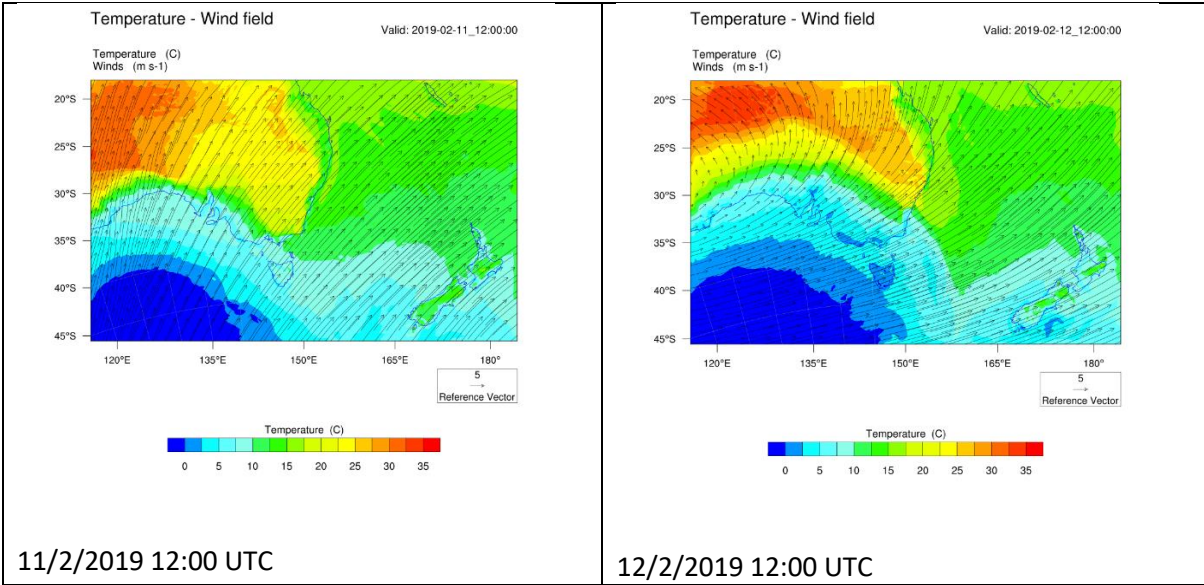 Temperature - Wind field
Valid: 2019-02-11_12:00:00
Temperature (C)
Winds (m s-1)
20°S
25°S
30°S
35°S
40°S
45°S
120°E 135°E 150°E 165°E 180°
5
Reference Vector
Temperature (C)
0 5 10 15 20 25 30 35
11/2/2019 12:00 UTC
Temperature - Wind field
Valid: 2019-02-12_12:00:00
Temperature (C)
Winds (m s-1)
20°S
25°S
30°S
35°S
40°S
45°S
120°E 135°E 150°E 165°E 180°
5
Reference Vector
Temperature (C)
0 5 10 15 20 25 30 35
12/2/2019 12:00 UTC